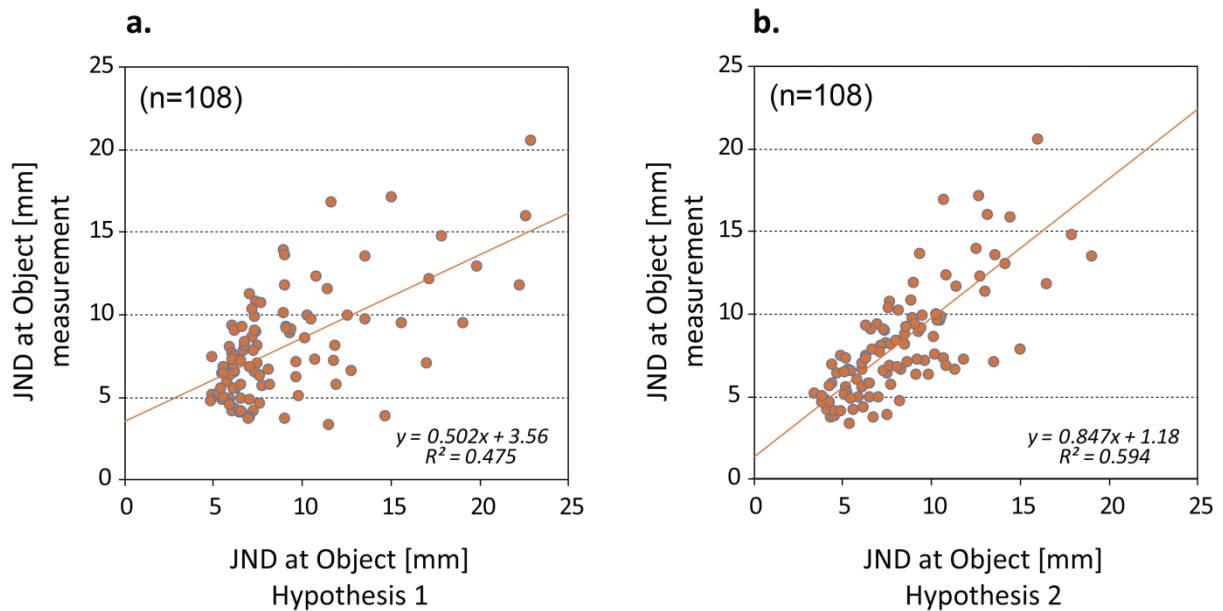 a.
25
20
15
10
5
0
(n=108)
JND at Object [mm]
measurement
y = 0.502x + 3.56
R² = 0.475
0 5 10 15 20 25
JND at Object [mm]
Hypothesis 1
b.
25
20
15
10
5
0
(n=108)
JND at Object [mm]
measurement
y = 0.847x + 1.18
R² = 0.594
0 5 10 15 20 25
JND at Object [mm]
Hypothesis 2